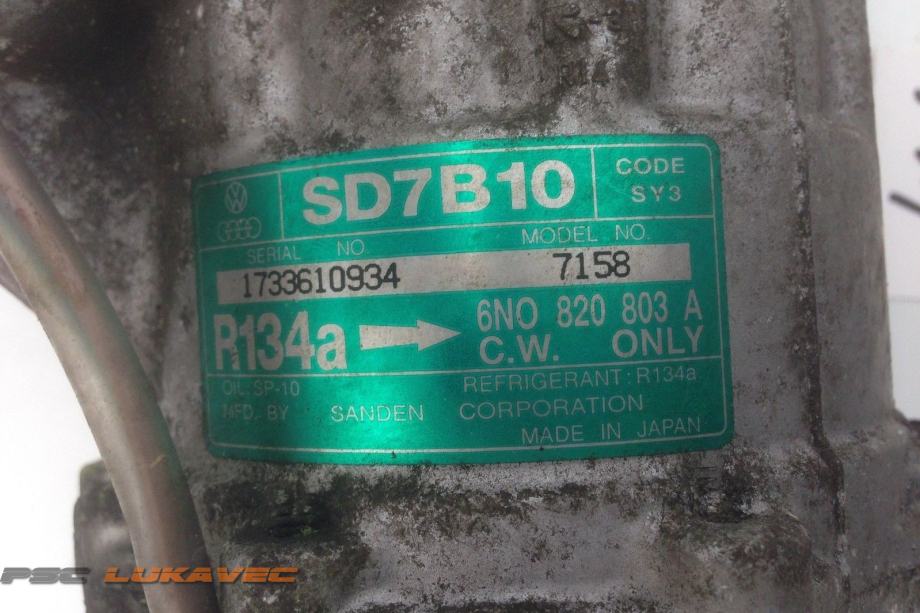 SD7B10
CODE
SY3
SERIAL NO.
MODEL NO.
1733610934
7158
R134a
6N0 820 803 A
C.W. ONLY
OIL:SP-10
REFRIGERANT:R134a
MFD. BY SANDEN CORPORATION
MADE IN JAPAN
PSC LUKAVEC